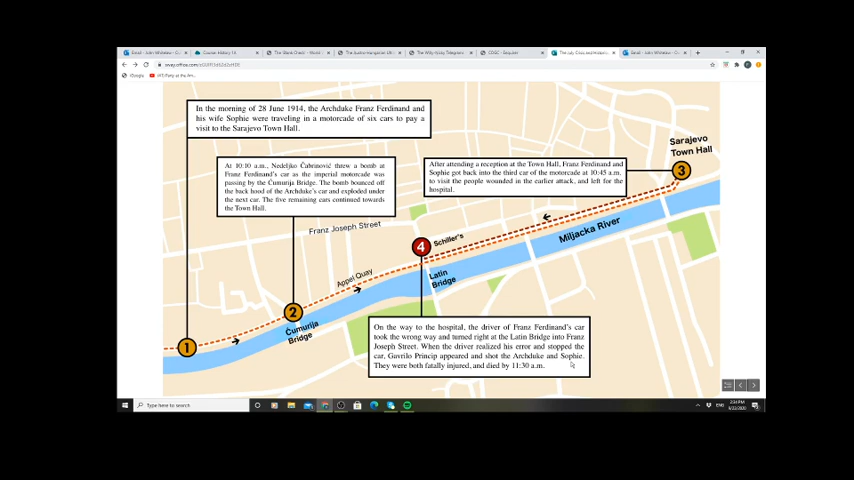 Google
In the morning of 28 June 1914, the Archduke Franz Ferdinand and
his wife Sophie were traveling in a motorcade of six cars to pay a
visit to the Sarajevo Town Hall.
At 10:10 a.m., Nedeljko Čabrinović threw a bomb at
Franz Ferdinand's car as the imperial motorcade was
passing by the Ćumurija Bridge. The bomb bounced off
the back hood of the Archduke's car and exploded under
the next car. The five remaining cars continued towards
the Town Hall.
After attending a reception at the Town Hall, Franz Ferdinand and
Sophie got back into the third car of the motorcade at 10:45 a.m.
to visit the people wounded in the earlier attack, and left for the
hospital.
Sarajevo
Town Hall
3
Franz Joseph Street
4
Schiller's
Miljacka River
Appel Quay
Latin
Bridge
2
Ćumurija
Bridge
1
On the way to the hospital, the driver of Franz Ferdinand's car
took the wrong way and turned right at the Latin Bridge into Franz
Joseph Street. When the driver realized his error and stopped the
car, Gavrilo Princip appeared and shot the Archduke and Sophie.
They were both fatally injured, and died by 11:30 a.m.
Type here to search
ENG